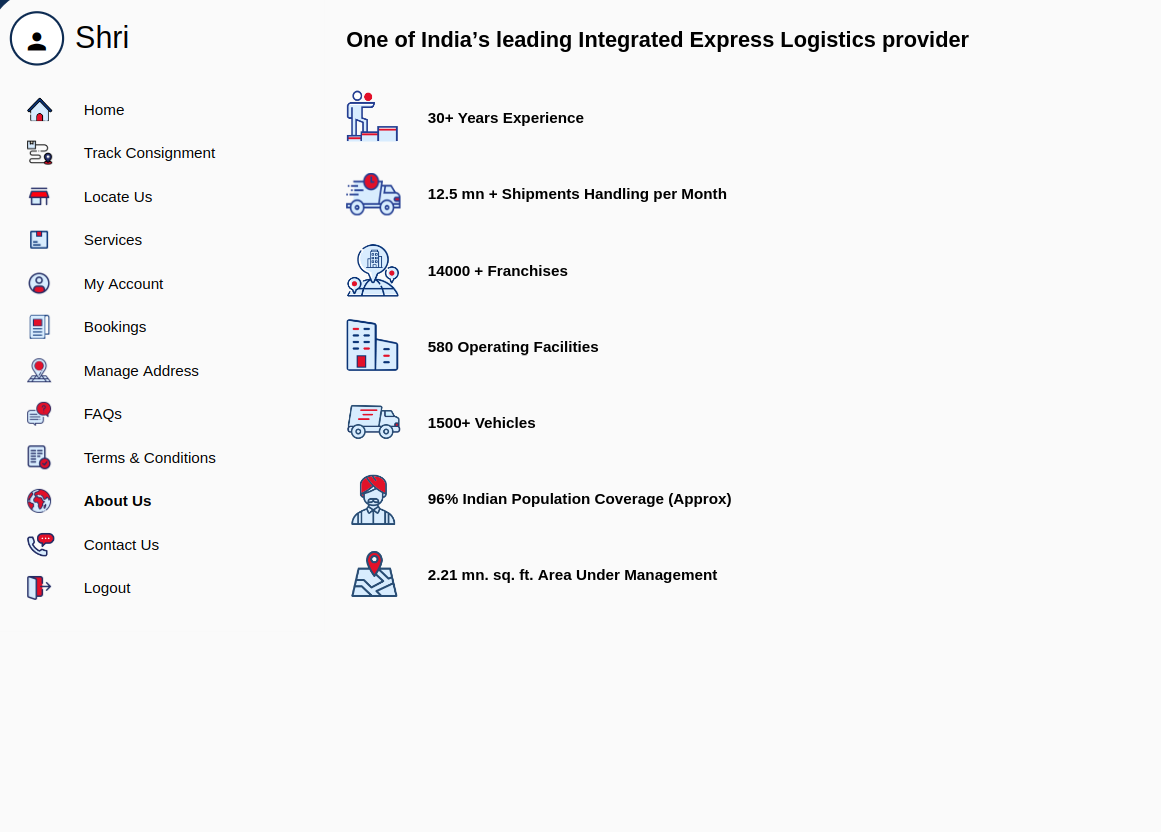 Shri
Home
Track Consignment
Locate Us
Services
My Account
Bookings
Manage Address
FAQs
Terms & Conditions
About Us
Contact Us
Logout
One of India’s leading Integrated Express Logistics provider
30+ Years Experience
12.5 mn + Shipments Handling per Month
14000 + Franchises
580 Operating Facilities
1500+ Vehicles
96% Indian Population Coverage (Approx)
2.21 mn. sq. ft. Area Under Management